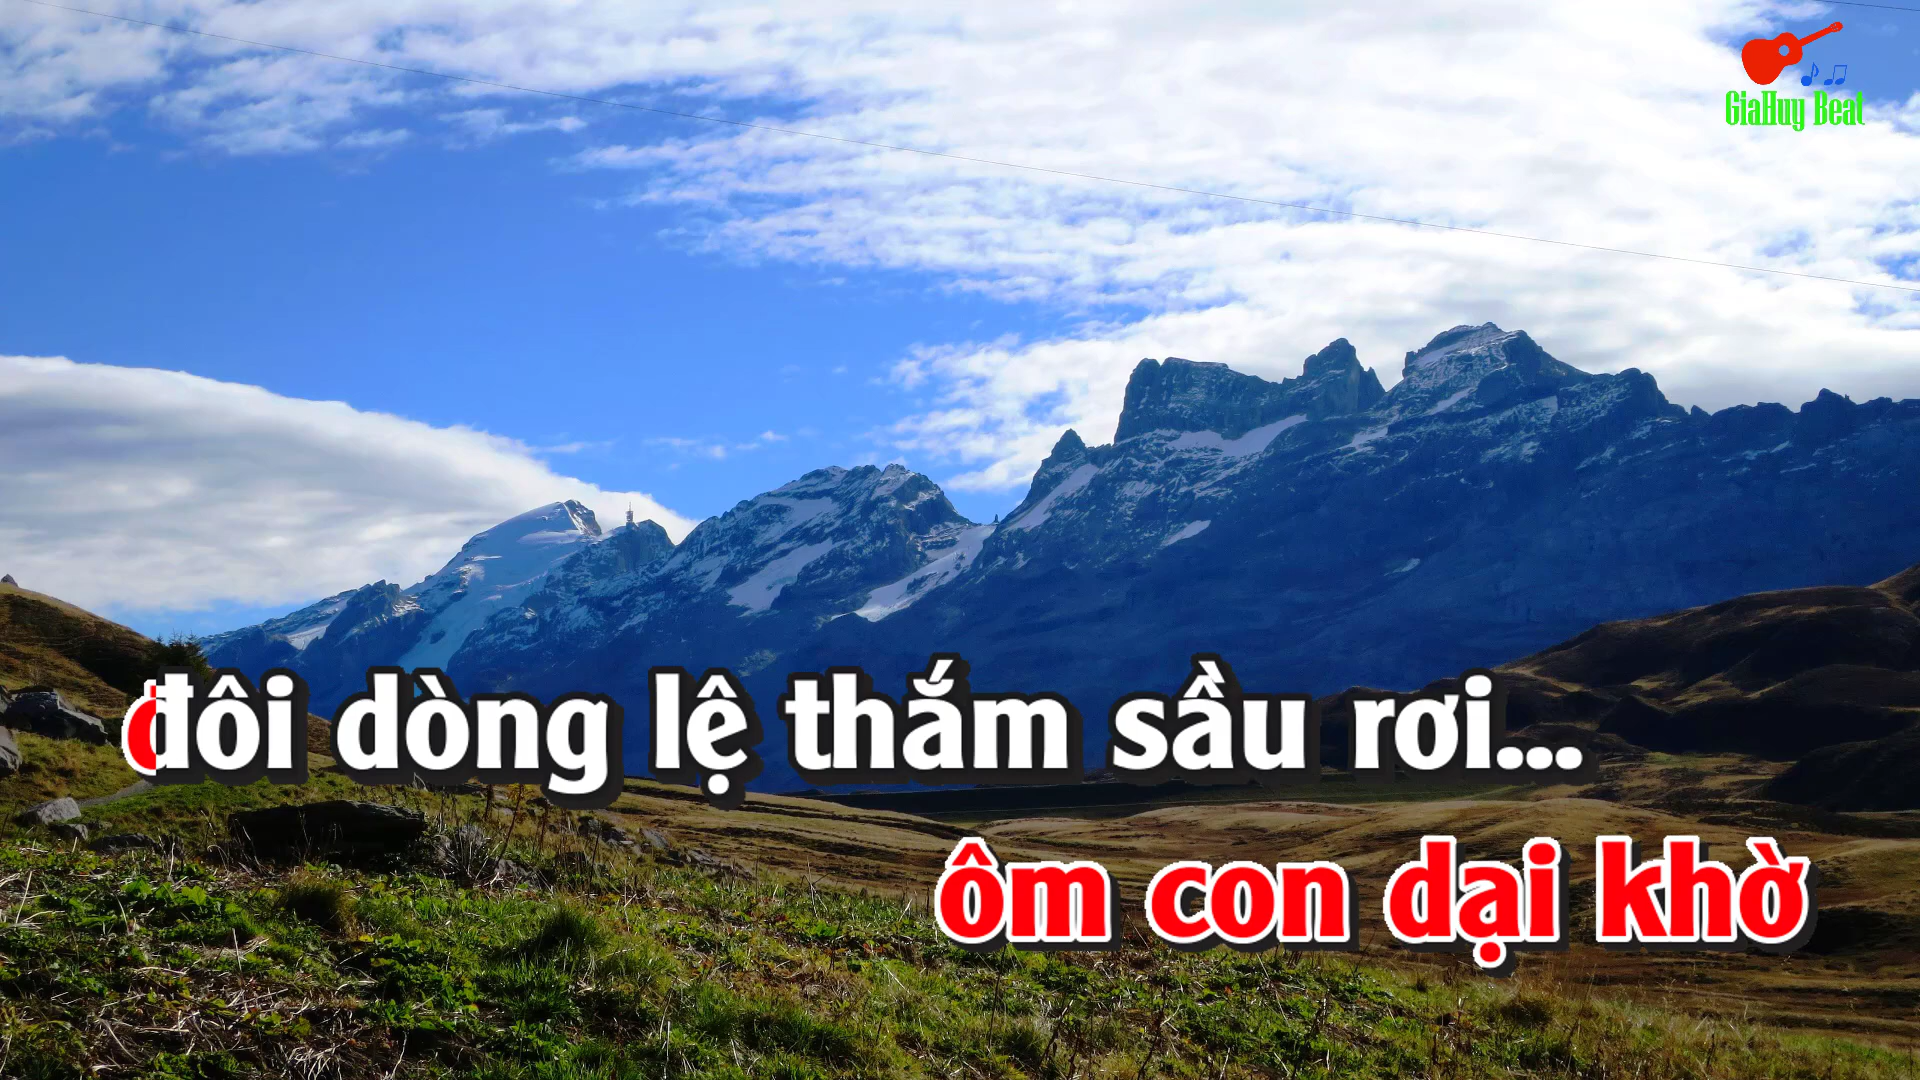 GiaHuy Beat
đôi dòng lệ thắm sầu rơi...
ôm con dại khờ